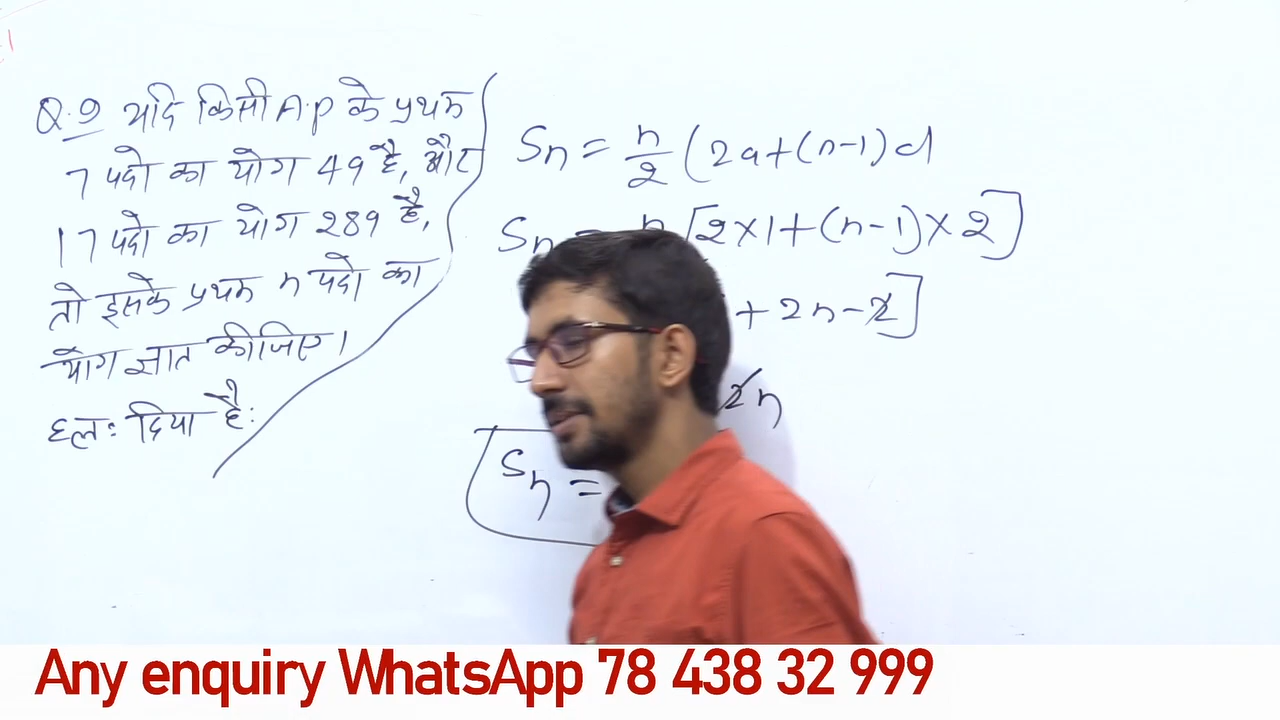 Q.9 यदि किसी A.P के प्रथम
7 पदो का योग 49 है, और
17 पदो का योग 289 है,
तो इसके प्रथम n पदो का
योग ज्ञात कीजिए।
हल: दिया है:
Sn = n/2 (2a+(n-1)d
Sn = n [2×1+(n-1)×2]
+ 2n-2]
2n
Sn =
Any enquiry WhatsApp 78 438 32 999